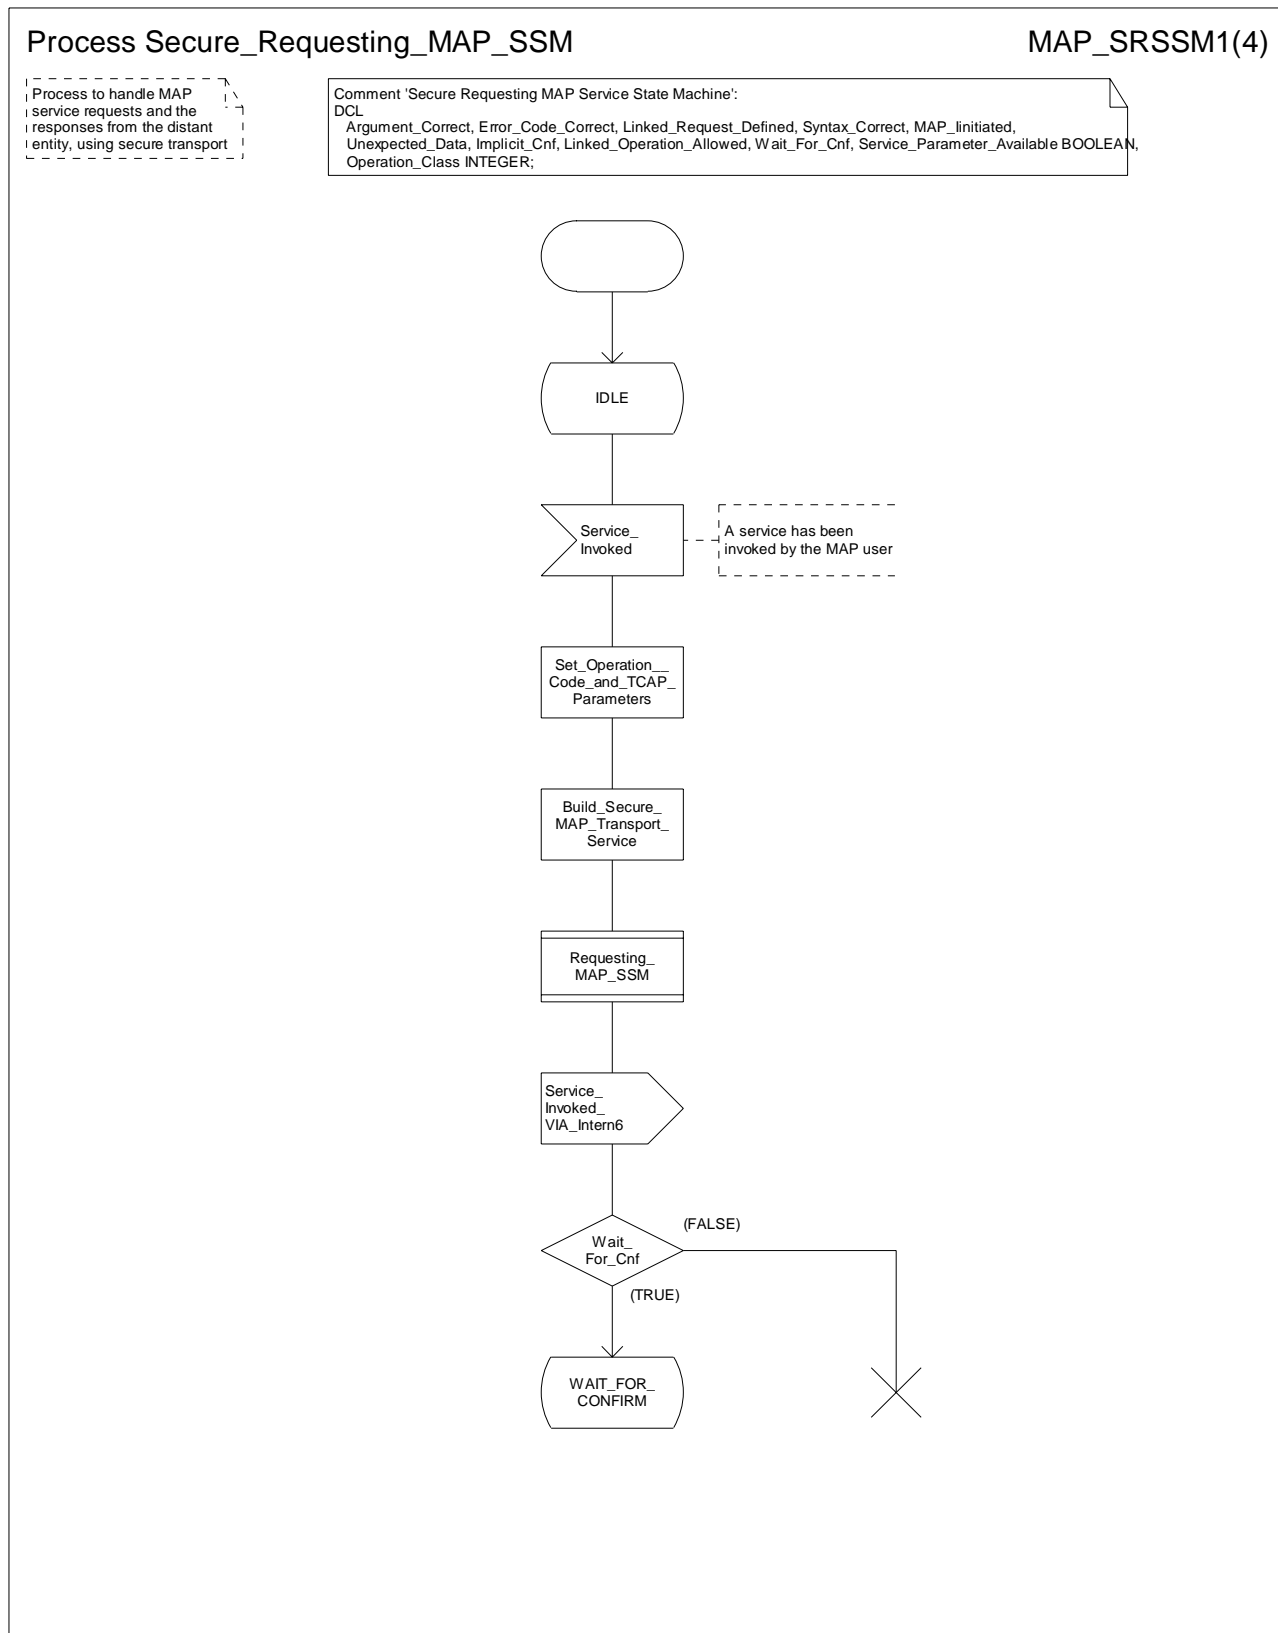 Process Secure_Requesting_MAP_SSM
MAP_SRSSM1(4)
Process to handle MAP
service requests and the
responses from the distant
entity, using secure transport
Comment 'Secure Requesting MAP Service State Machine':
DCL
Argument_Correct, Error_Code_Correct, Linked_Request_Defined, Syntax_Correct, MAP_Iinitiated,
Unexpected_Data, Implicit_Cnf, Linked_Operation_Allowed, Wait_For_Cnf, Service_Parameter_Available BOOLEAN,
Operation_Class INTEGER;
IDLE
Service_
Invoked
A service has been
invoked by the MAP user
Set_Operation__
Code_and_TCAP_
Parameters
Build_Secure_
MAP_Transport_
Service
Requesting_
MAP_SSM
Service_
Invoked_
VIA_Intern6
Wait_
For_Cnf
(FALSE)
(TRUE)
WAIT_FOR_
CONFIRM